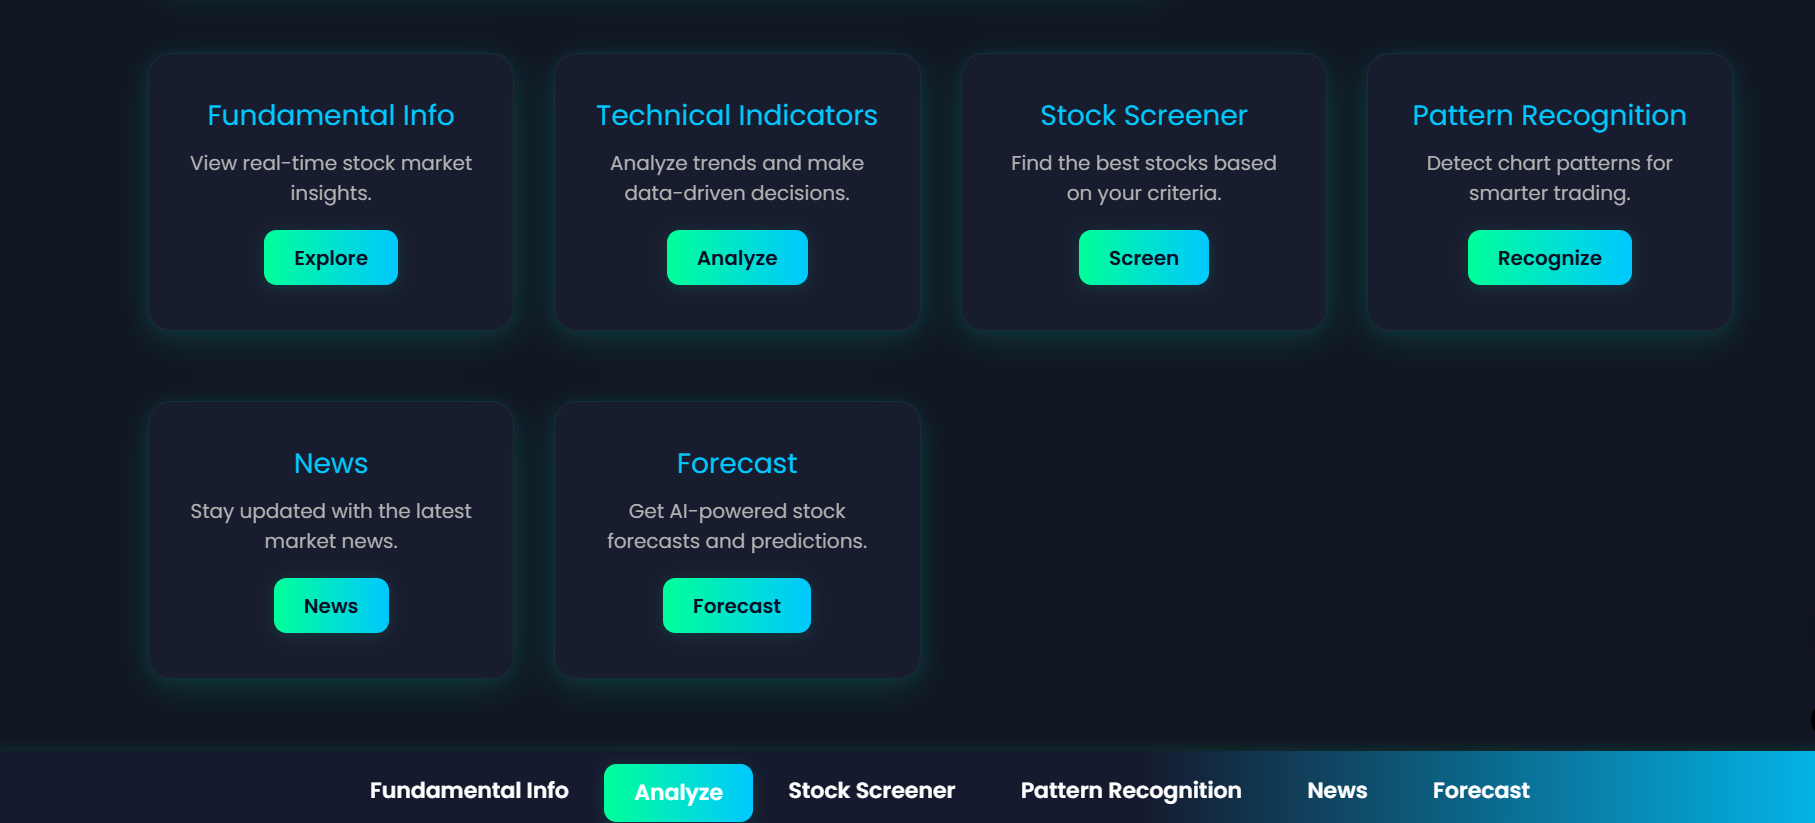 Fundamental Info
View real-time stock market
insights.
Explore
Technical Indicators
Analyze trends and make
data-driven decisions.
Analyze
Stock Screener
Find the best stocks based
on your criteria.
Screen
Pattern Recognition
Detect chart patterns for
smarter trading.
Recognize
News
Stay updated with the latest
market news.
News
Forecast
Get AI-powered stock
forecasts and predictions.
Forecast
Fundamental Info
Analyze
Stock Screener
Pattern Recognition
News
Forecast